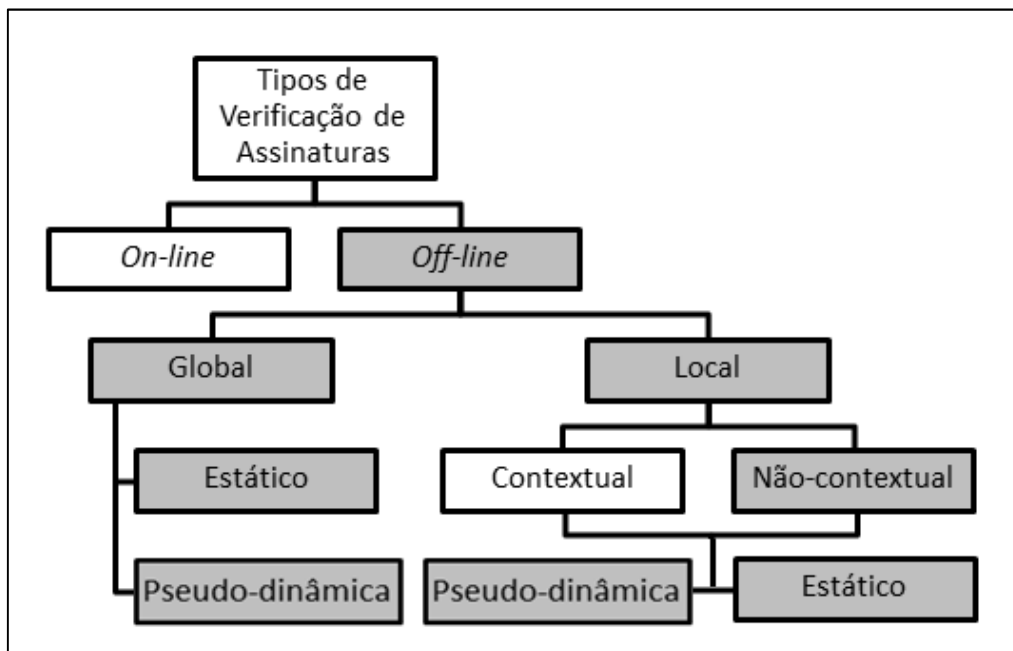 Tipos de
Verificação de
Assinaturas
On-line
Off-line
Global
Local
Estático
Contextual
Não-contextual
Pseudo-dinâmica
Pseudo-dinâmica
Estático